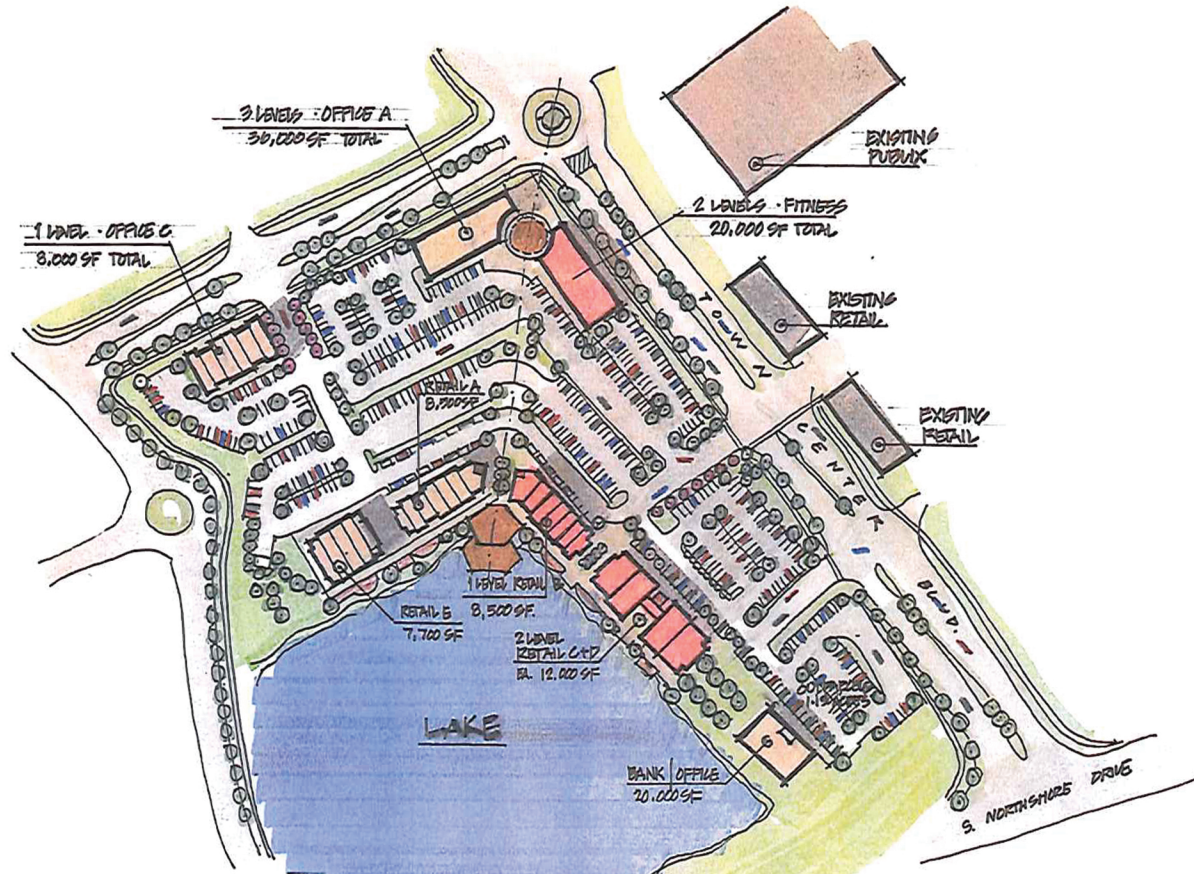 3 LEVELS · OFFICE A
36,000 SF TOTAL
EXISTING
PUBLIX
1 LEVEL · OFFICE C
8,000 SF TOTAL
2 LEVELS · FITNESS
20,000 SF TOTAL
EXISTING
RETAIL
TOWN
RETAIL A
8,500 SF
EXISTING
RETAIL
CENTER
BLVD.
1 LEVEL RETAIL B
8,500 SF.
RETAIL E
7,700 SF
2 LEVEL
RETAIL C+D
EA. 12,000 SF
LAKE
BANK/OFFICE
20,000 SF
S. NORTHSHORE DRIVE